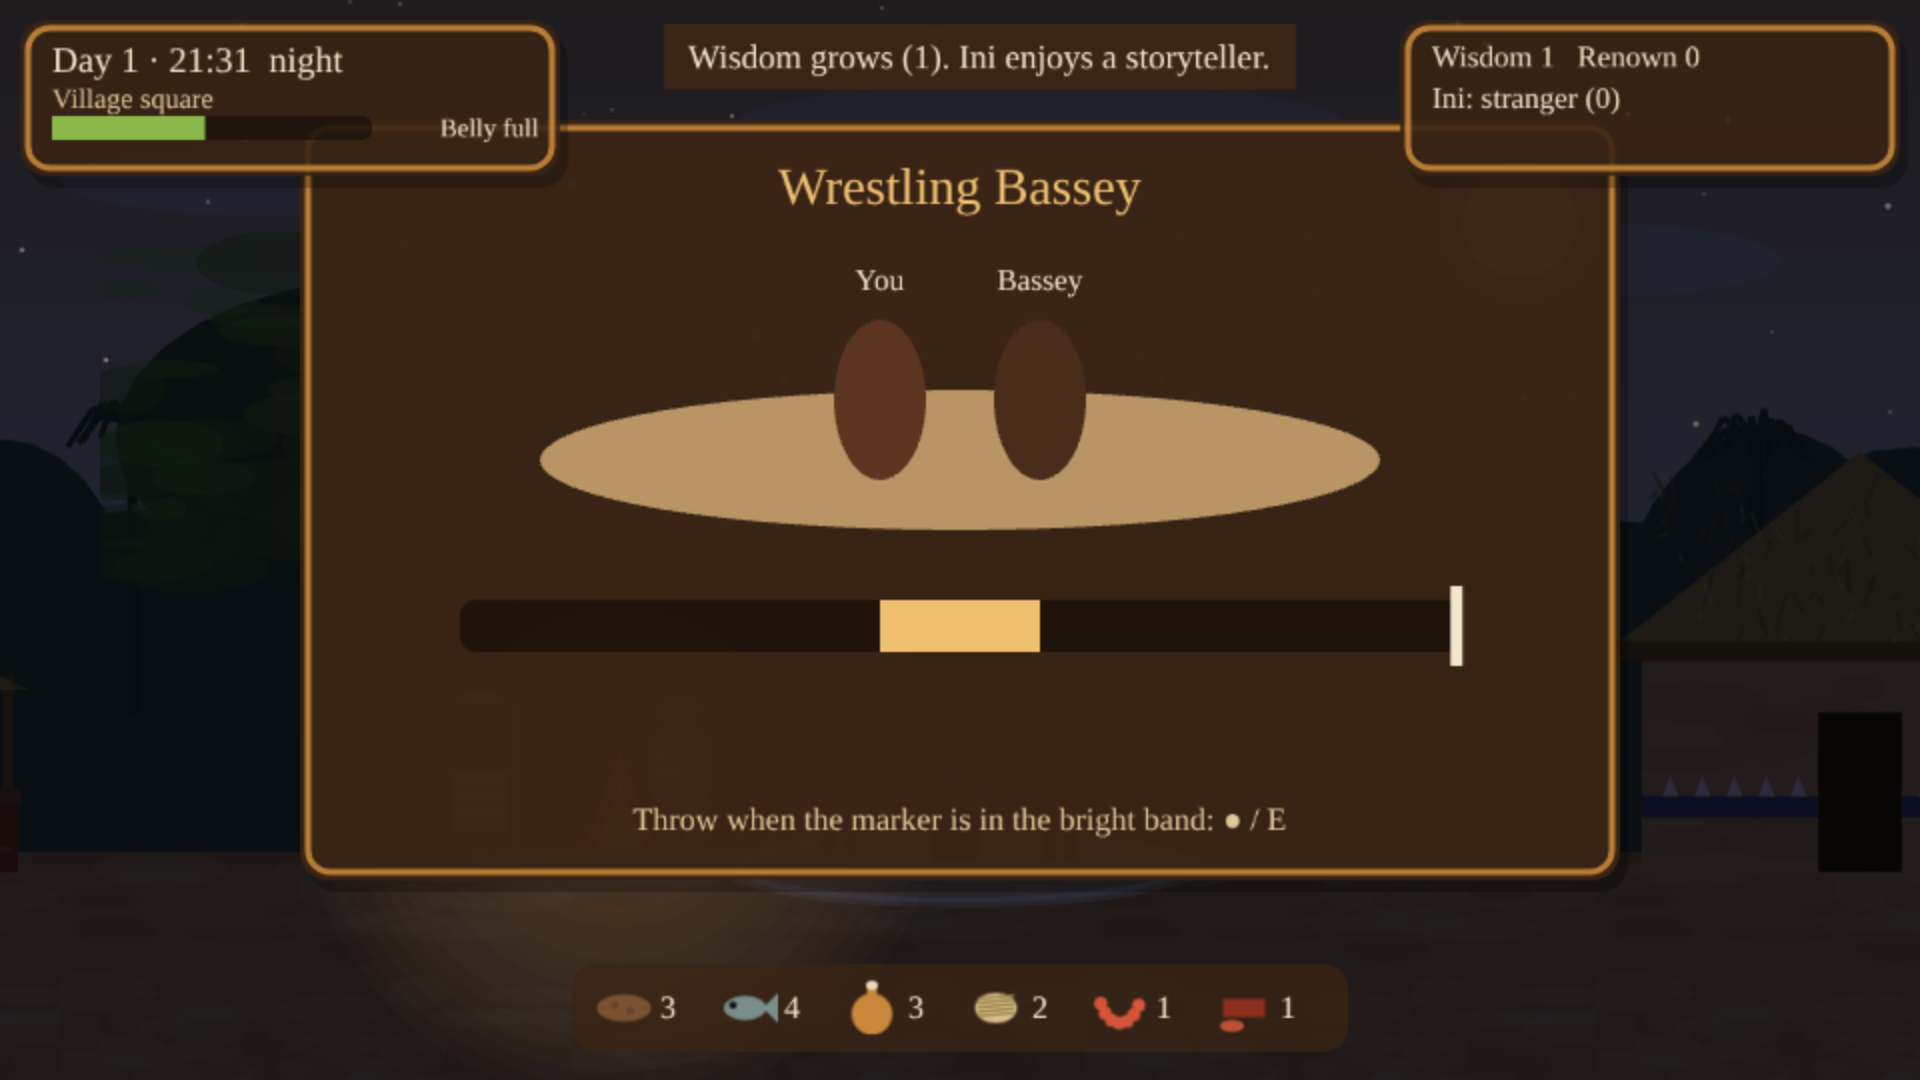 Day 1 · 21:31 night
Village square
Belly full
Wisdom grows (1). Ini enjoys a storyteller.
Wisdom 1 Renown 0
Ini: stranger (0)
Wrestling Bassey
You Bassey
Throw when the marker is in the bright band: ● / E
3 4 3 2 1 1